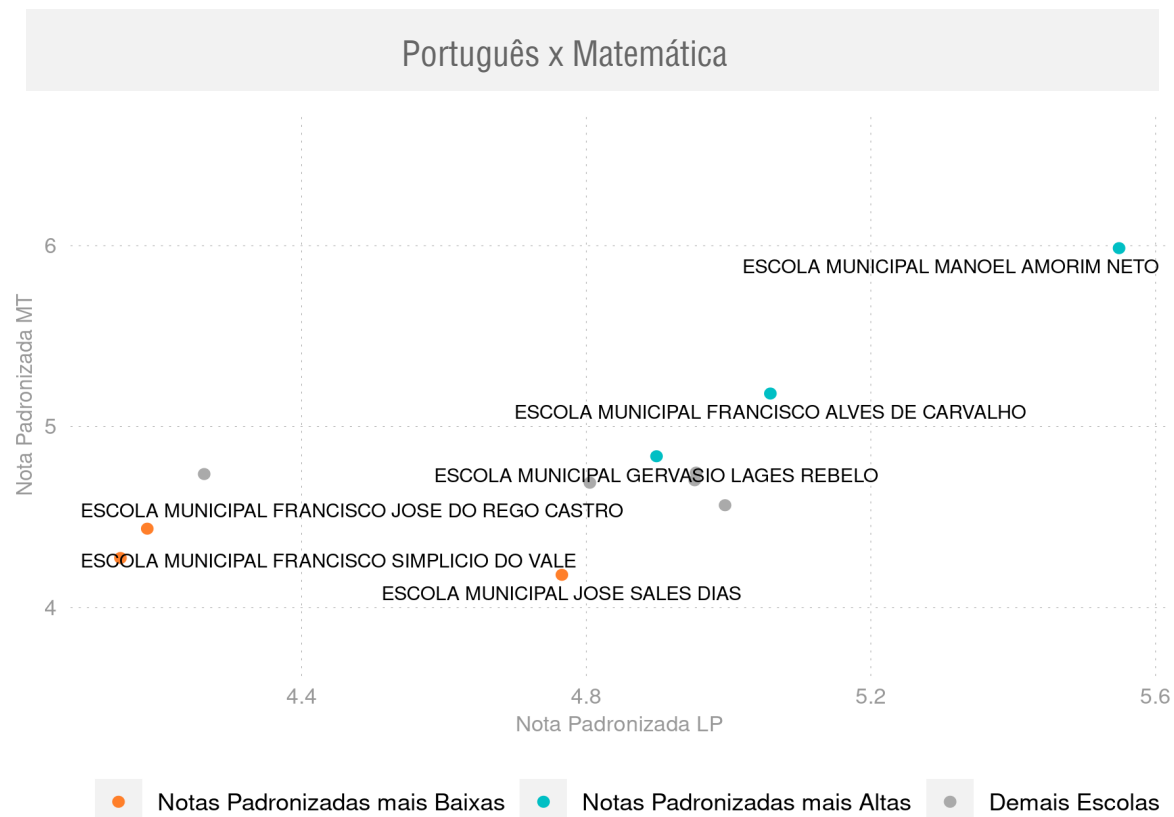 Português x Matemática
6
ESCOLA MUNICIPAL MANOEL AMORIM NETO
Nota Padronizada MT
ESCOLA MUNICIPAL FRANCISCO ALVES DE CARVALHO
5
ESCOLA MUNICIPAL GERVASIO LAGES REBELO
ESCOLA MUNICIPAL FRANCISCO JOSE DO REGO CASTRO
ESCOLA MUNICIPAL FRANCISCO SIMPLICIO DO VALE
ESCOLA MUNICIPAL JOSE SALES DIAS
4
4.4 4.8 5.2 5.6
Nota Padronizada LP
Notas Padronizadas mais Baixas Notas Padronizadas mais Altas Demais Escolas